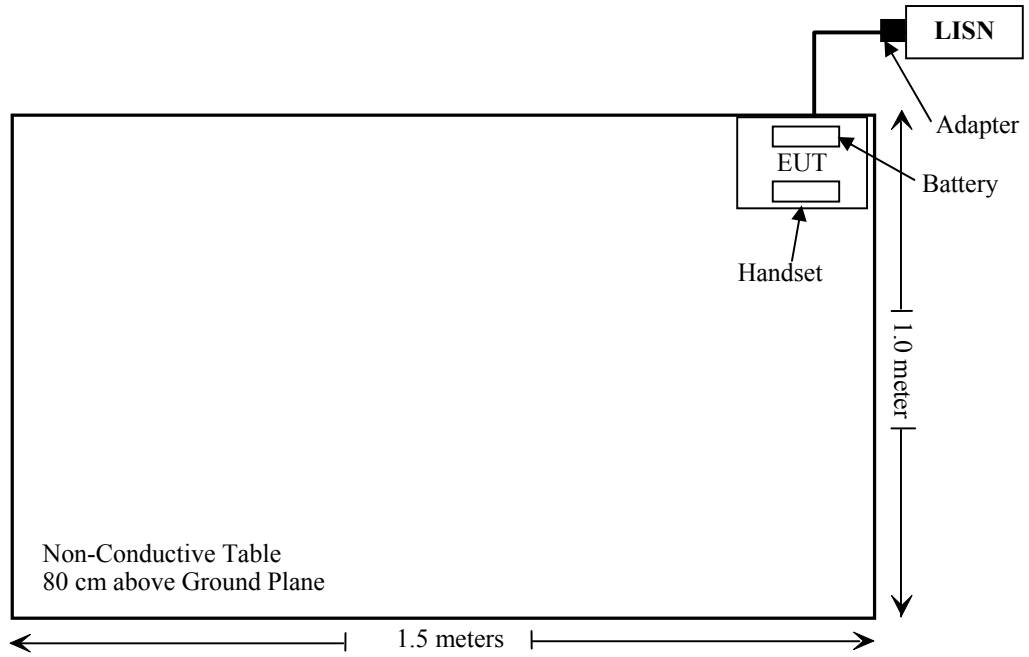 LISN
Adapter
EUT
Battery
Handset
1.0 meter
Non-Conductive Table
80 cm above Ground Plane
1.5 meters